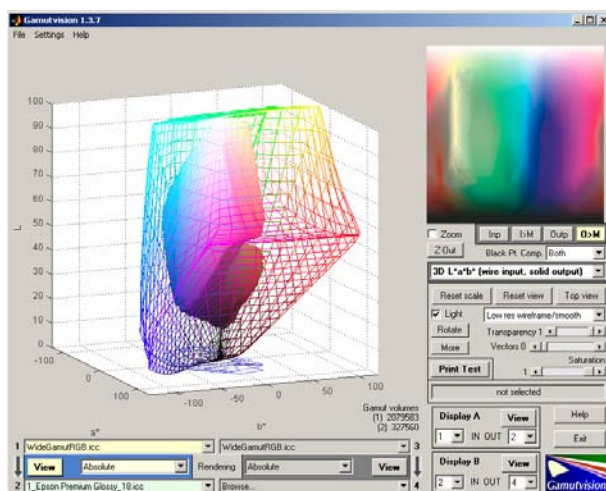 Gamutvision 1.3.7
File Settings Help
100
90
80
70
60
50
40
30
20
10
0
L
-100
0
100
a*
-100
-50
0
50
100
b*
Gamut volumes
(1) 2079583
(2) 327560
Zoom Inp I>M Outp O>M
Z-Out Black Pt. Comp. Both
3D L*a*b* (wire input, solid output)
Reset scale Reset view Top view
Light Low res wireframe/smooth
Rotate Transparency 1
More Vectors 0
Print Test Saturation
1
not selected
Display A View
1 IN OUT 2
Display B View
2 IN OUT 4
Help
Exit
Gamutvision
1 WideGamutRGB.icc WideGamutRGB.icc 3
View Absolute Rendering Absolute View
2 1_Epson Premium Glossy_18.icc Browse... 4